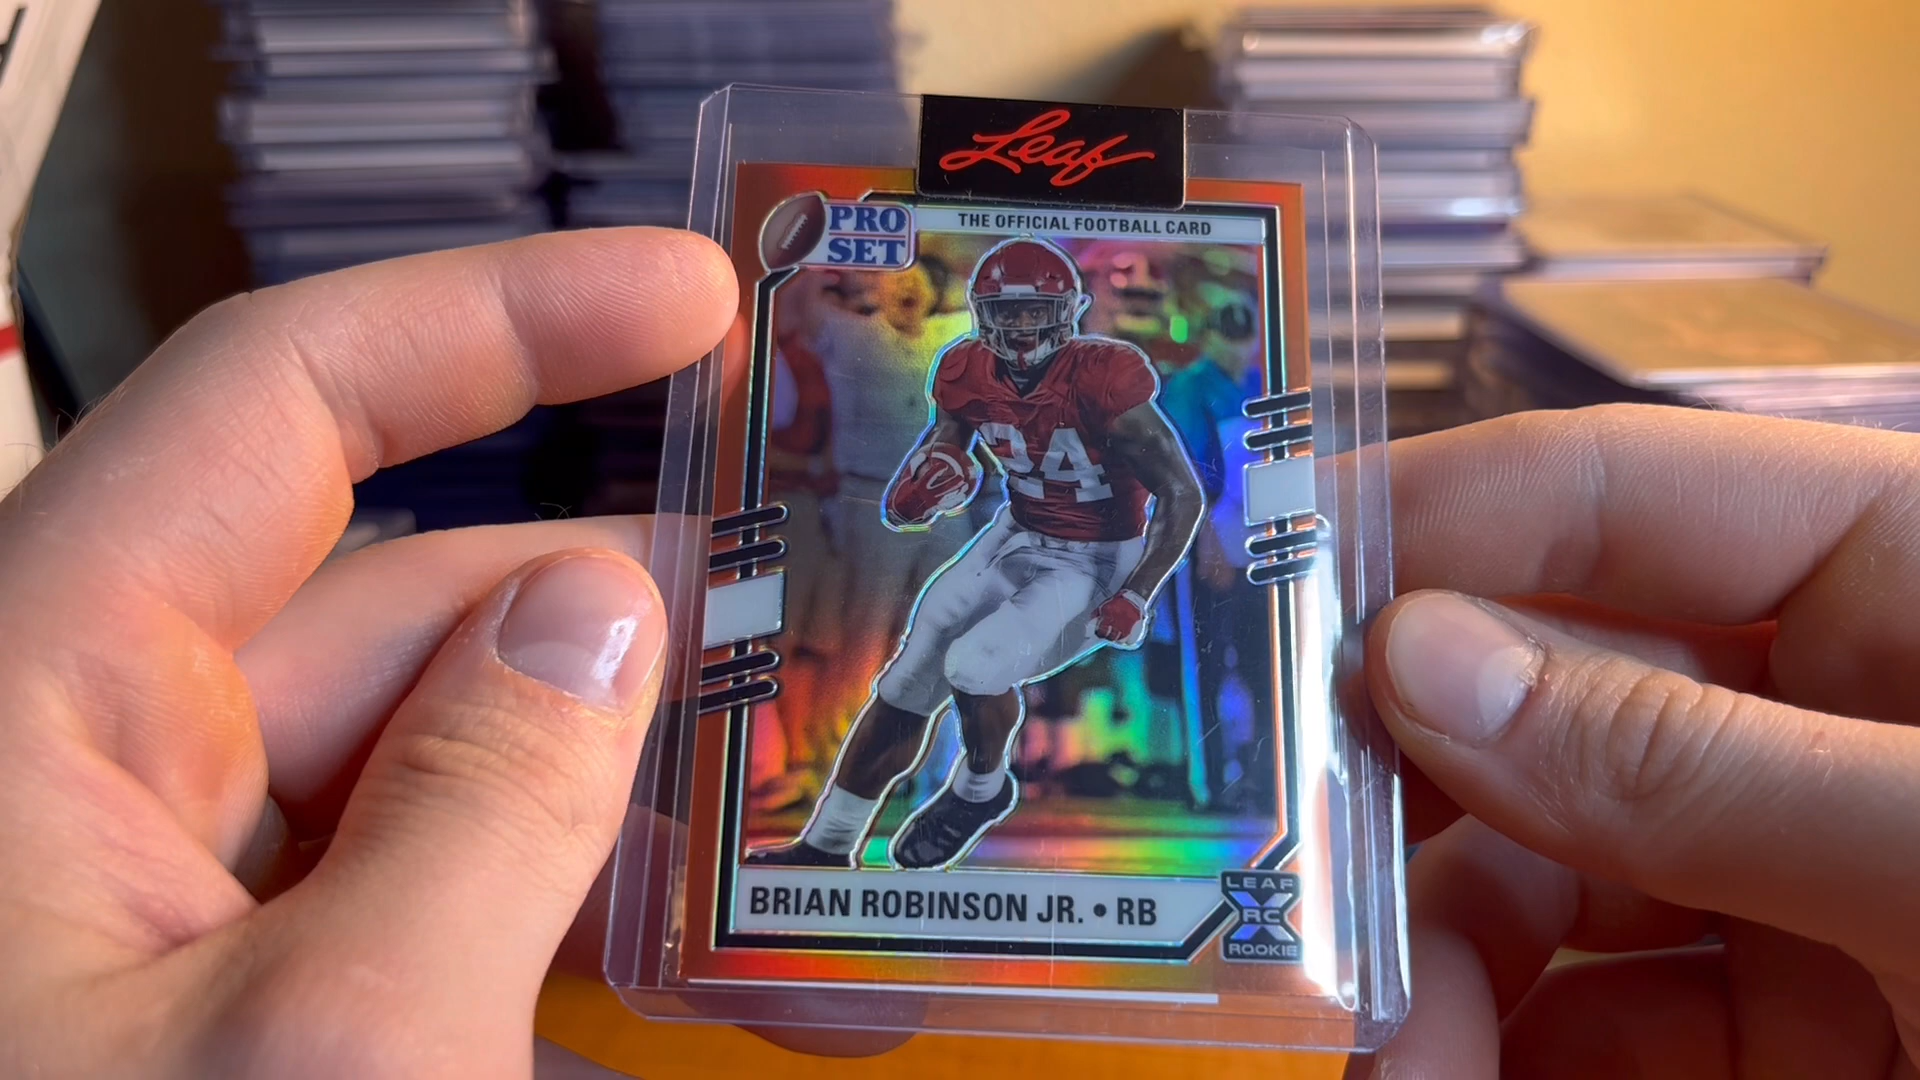 Leaf
PRO
SET
THE OFFICIAL FOOTBALL CARD
24
BRIAN ROBINSON JR. • RB
LEAF
RC
ROOKIE